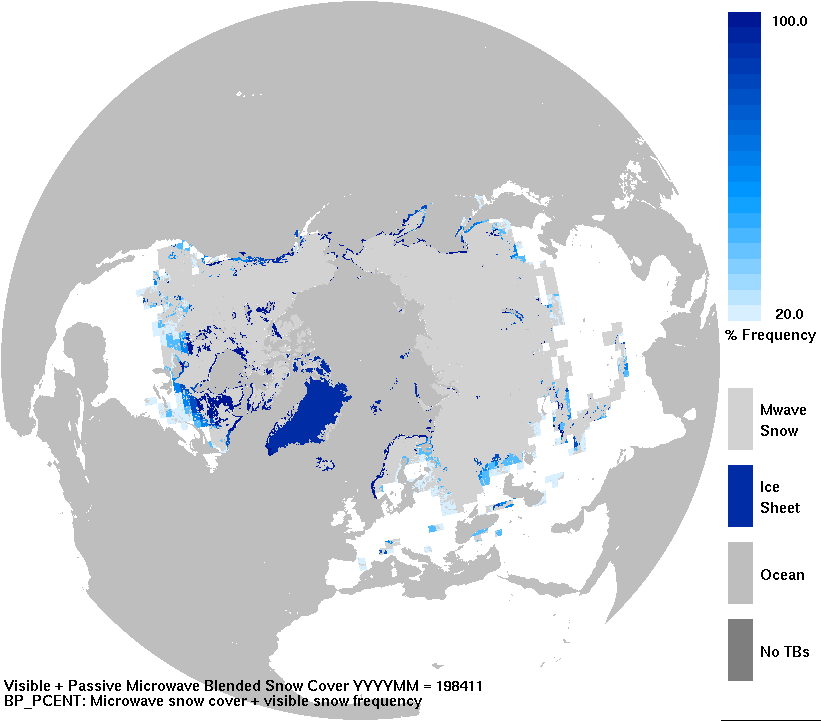 100.0
20.0
% Frequency
Mwave
Snow
Ice
Sheet
Ocean
No TBs
Visible + Passive Microwave Blended Snow Cover YYYYMM = 198411
BP_PCENT: Microwave snow cover + visible snow frequency